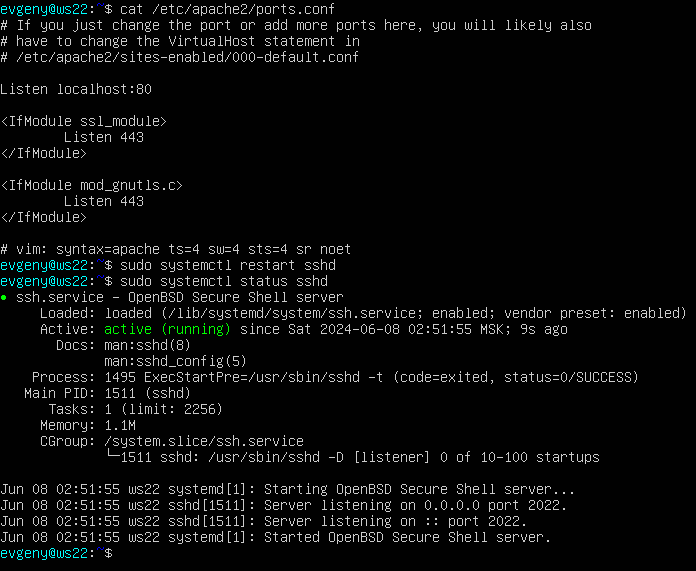 evgeny@ws22:~$ cat /etc/apache2/ports.conf
# If you just change the port or add more ports here, you will likely also
# have to change the VirtualHost statement in
# /etc/apache2/sites-enabled/000-default.conf

Listen localhost:80

<IfModule ssl_module>
        Listen 443
</IfModule>

<IfModule mod_gnutls.c>
        Listen 443
</IfModule>

# vim: syntax=apache ts=4 sw=4 sts=4 sr noet
evgeny@ws22:~$ sudo systemctl restart sshd
evgeny@ws22:~$ sudo systemctl status sshd
● ssh.service - OpenBSD Secure Shell server
     Loaded: loaded (/lib/systemd/system/ssh.service; enabled; vendor preset: enabled)
     Active: active (running) since Sat 2024-06-08 02:51:55 MSK; 9s ago
       Docs: man:sshd(8)
             man:sshd_config(5)
    Process: 1495 ExecStartPre=/usr/sbin/sshd -t (code=exited, status=0/SUCCESS)
   Main PID: 1511 (sshd)
      Tasks: 1 (limit: 2256)
     Memory: 1.1M
     CGroup: /system.slice/ssh.service
             └─1511 sshd: /usr/sbin/sshd -D [listener] 0 of 10-100 startups

Jun 08 02:51:55 ws22 systemd[1]: Starting OpenBSD Secure Shell server...
Jun 08 02:51:55 ws22 sshd[1511]: Server listening on 0.0.0.0 port 2022.
Jun 08 02:51:55 ws22 sshd[1511]: Server listening on :: port 2022.
Jun 08 02:51:55 ws22 systemd[1]: Started OpenBSD Secure Shell server.
evgeny@ws22:~$